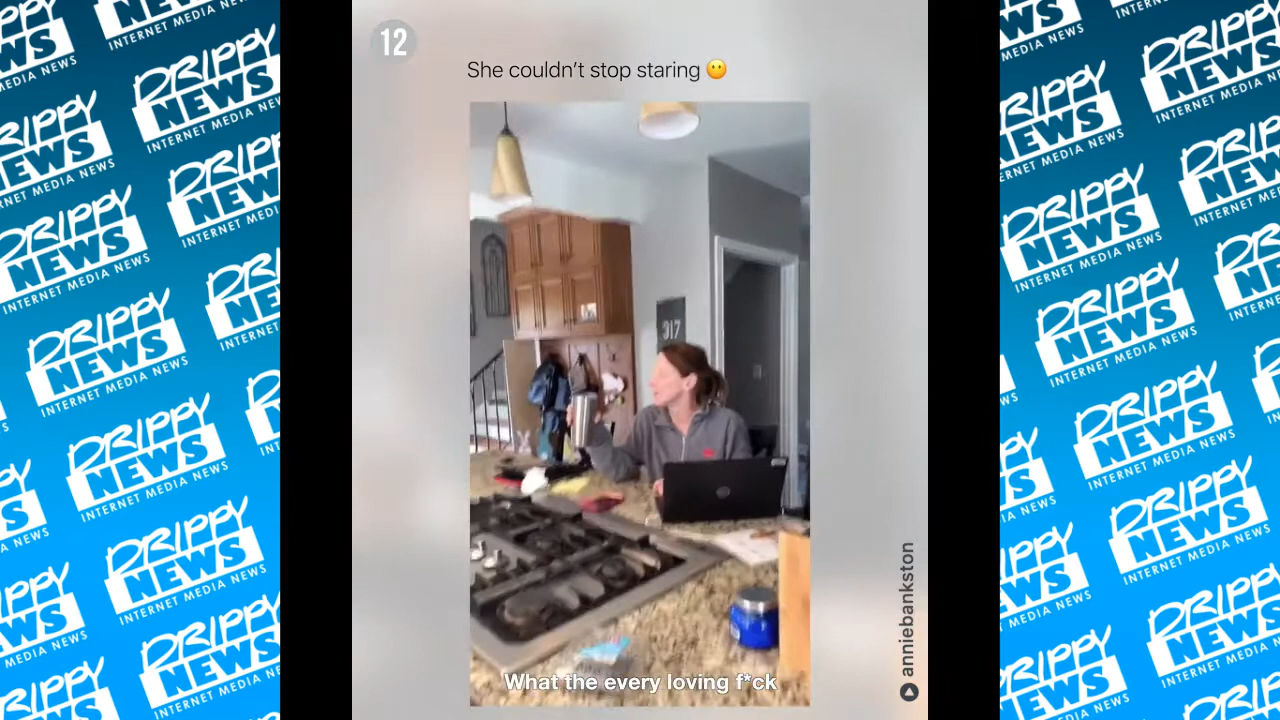 12
She couldn't stop staring 😶
317
What the every loving f*ck
anniebankston
DRIPPY
NEWS
INTERNET MEDIA NEWS